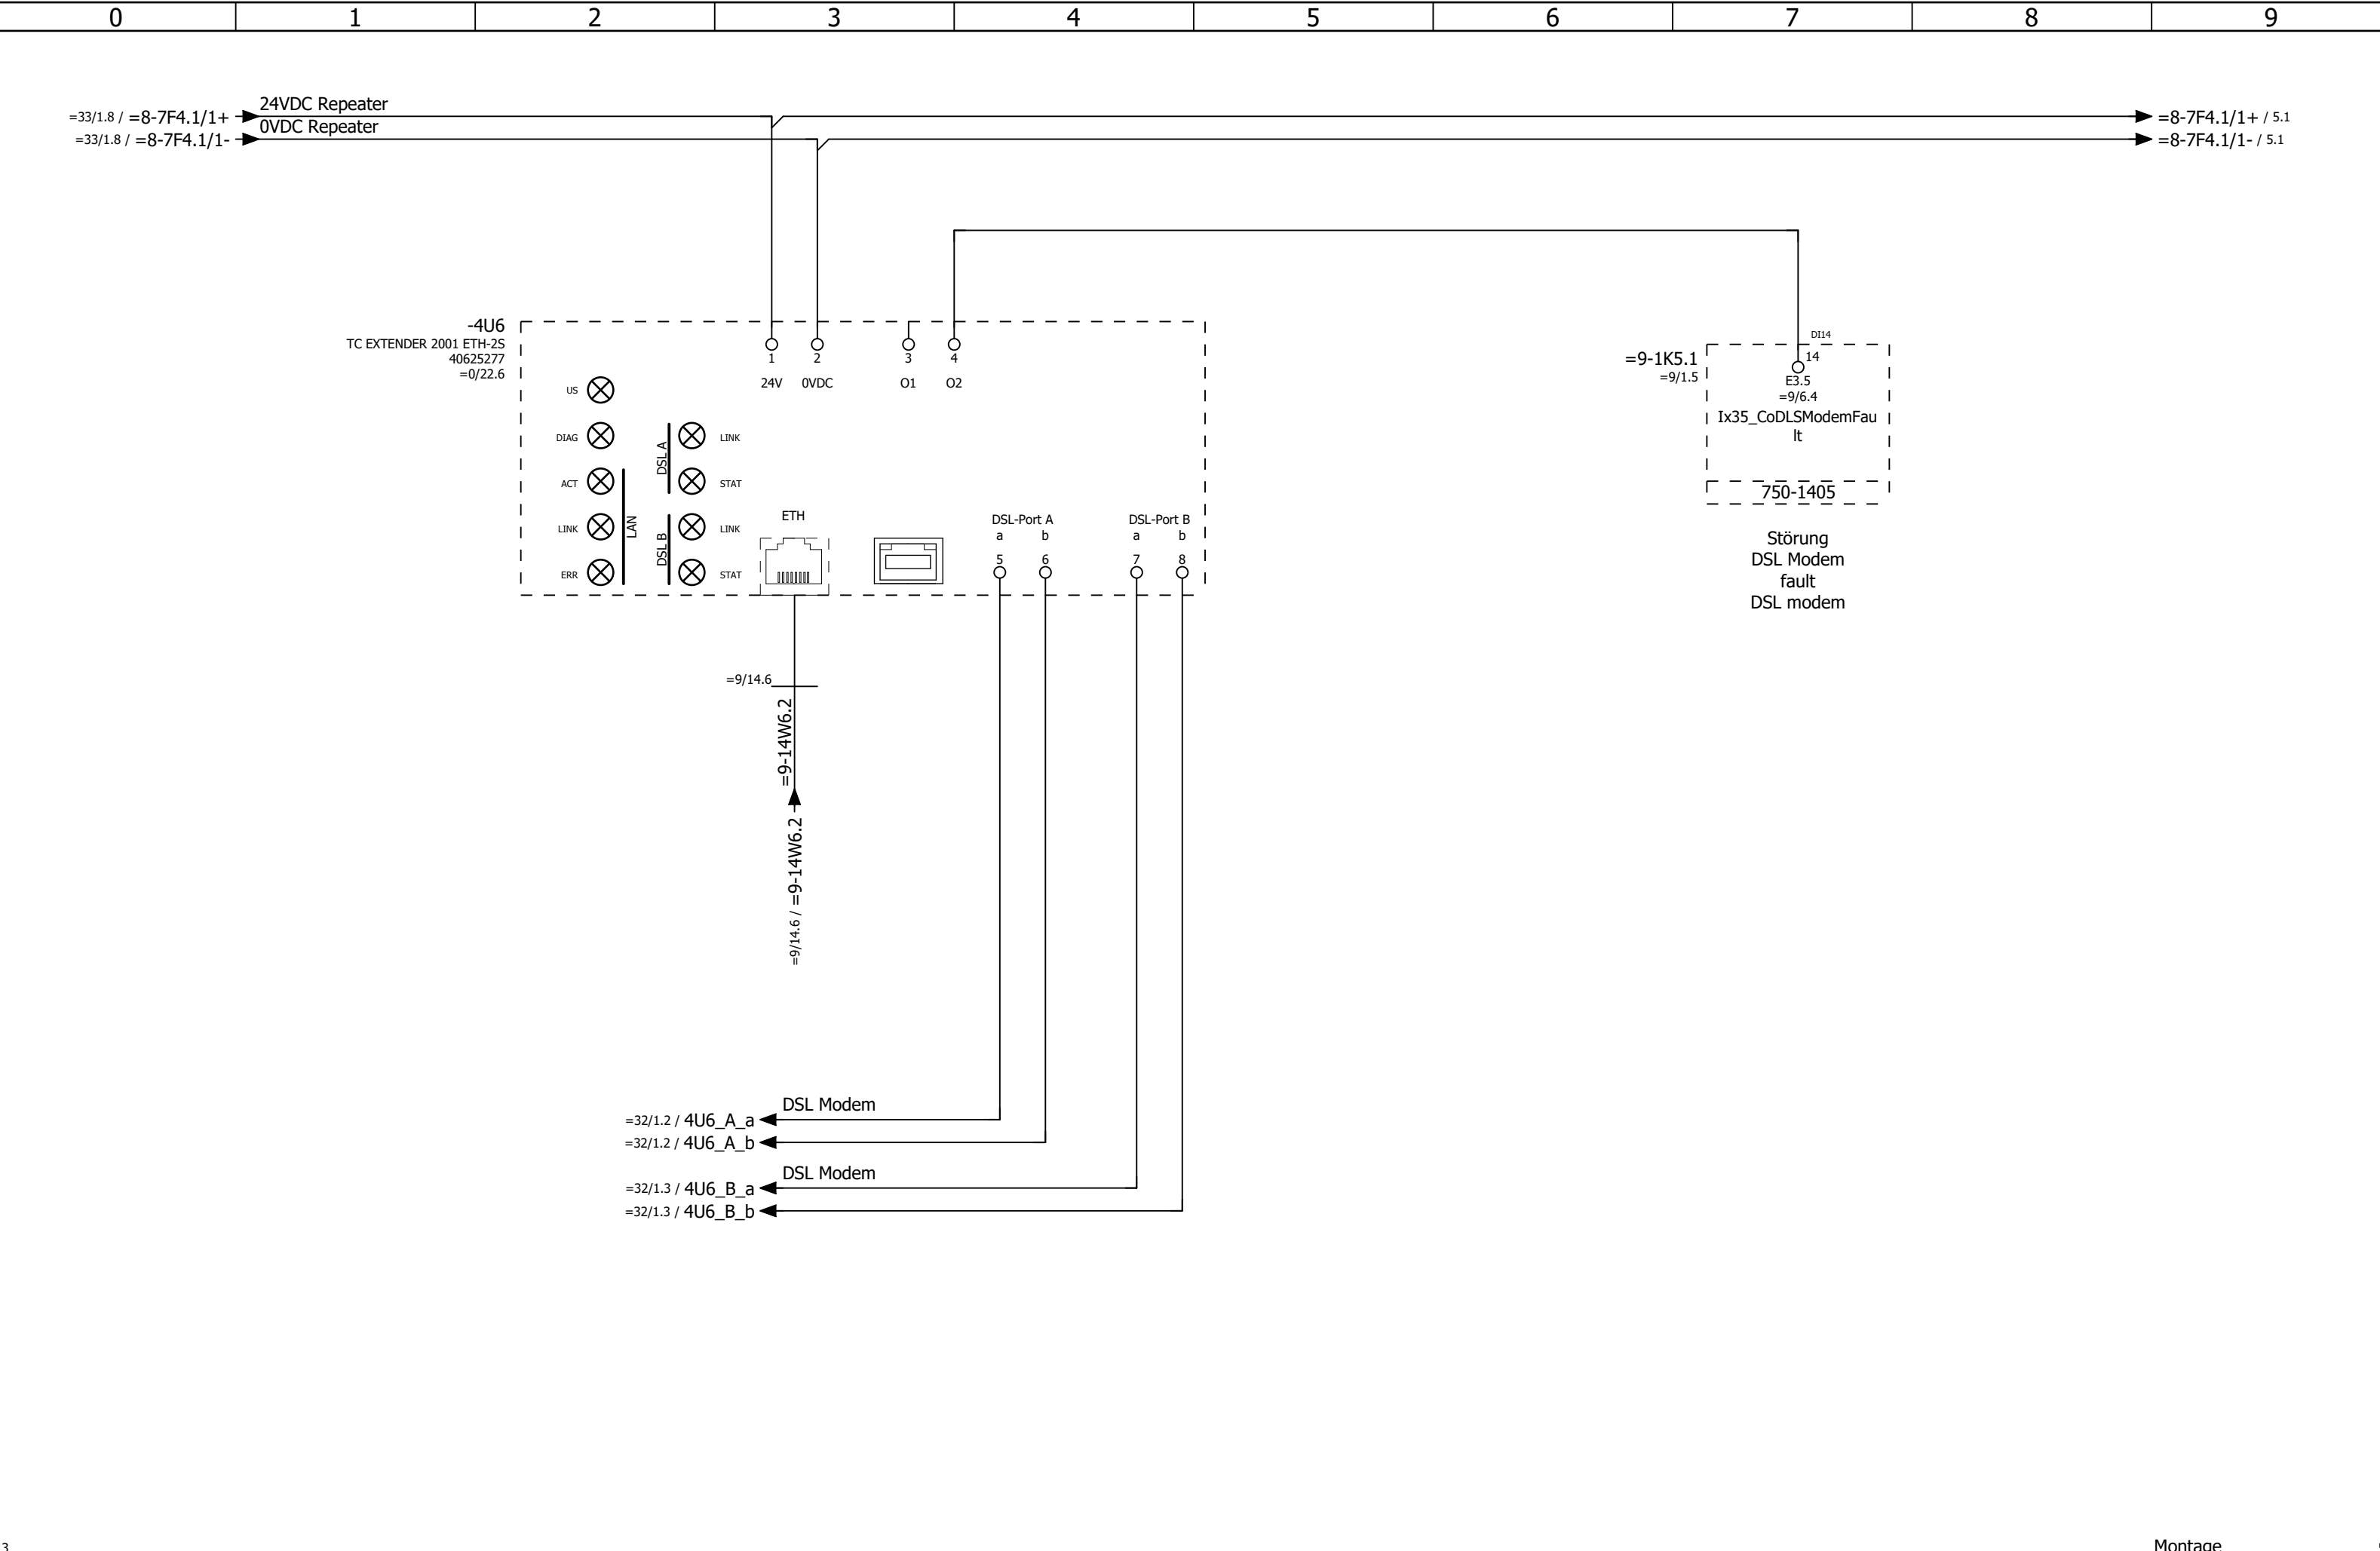 0 1 2 3 4 5 6 7 8 9
24VDC Repeater
=33/1.8 / =8-7F4.1/1+
=8-7F4.1/1+ / 5.1
0VDC Repeater
=33/1.8 / =8-7F4.1/1-
=8-7F4.1/1- / 5.1
-4U6
TC EXTENDER 2001 ETH-2S
40625277
=0/22.6
1 2 3 4
24V 0VDC O1 O2
US
DIAG
ACT
LINK
ERR
LAN
DSL A
LINK
STAT
DSL B
LINK
STAT
ETH
DSL-Port A
a b
5 6
DSL-Port B
a b
7 8
DI14
=9-1K5.1
=9/1.5
14
E3.5
=9/6.4
Ix35_CoDLSModemFau
lt
750-1405
Störung
DSL Modem
fault
DSL modem
=9/14.6
=9-14W6.2
=9/14.6 / =9-14W6.2
DSL Modem
=32/1.2 / 4U6_A_a
=32/1.2 / 4U6_A_b
DSL Modem
=32/1.3 / 4U6_B_a
=32/1.3 / 4U6_B_b
3
Montage